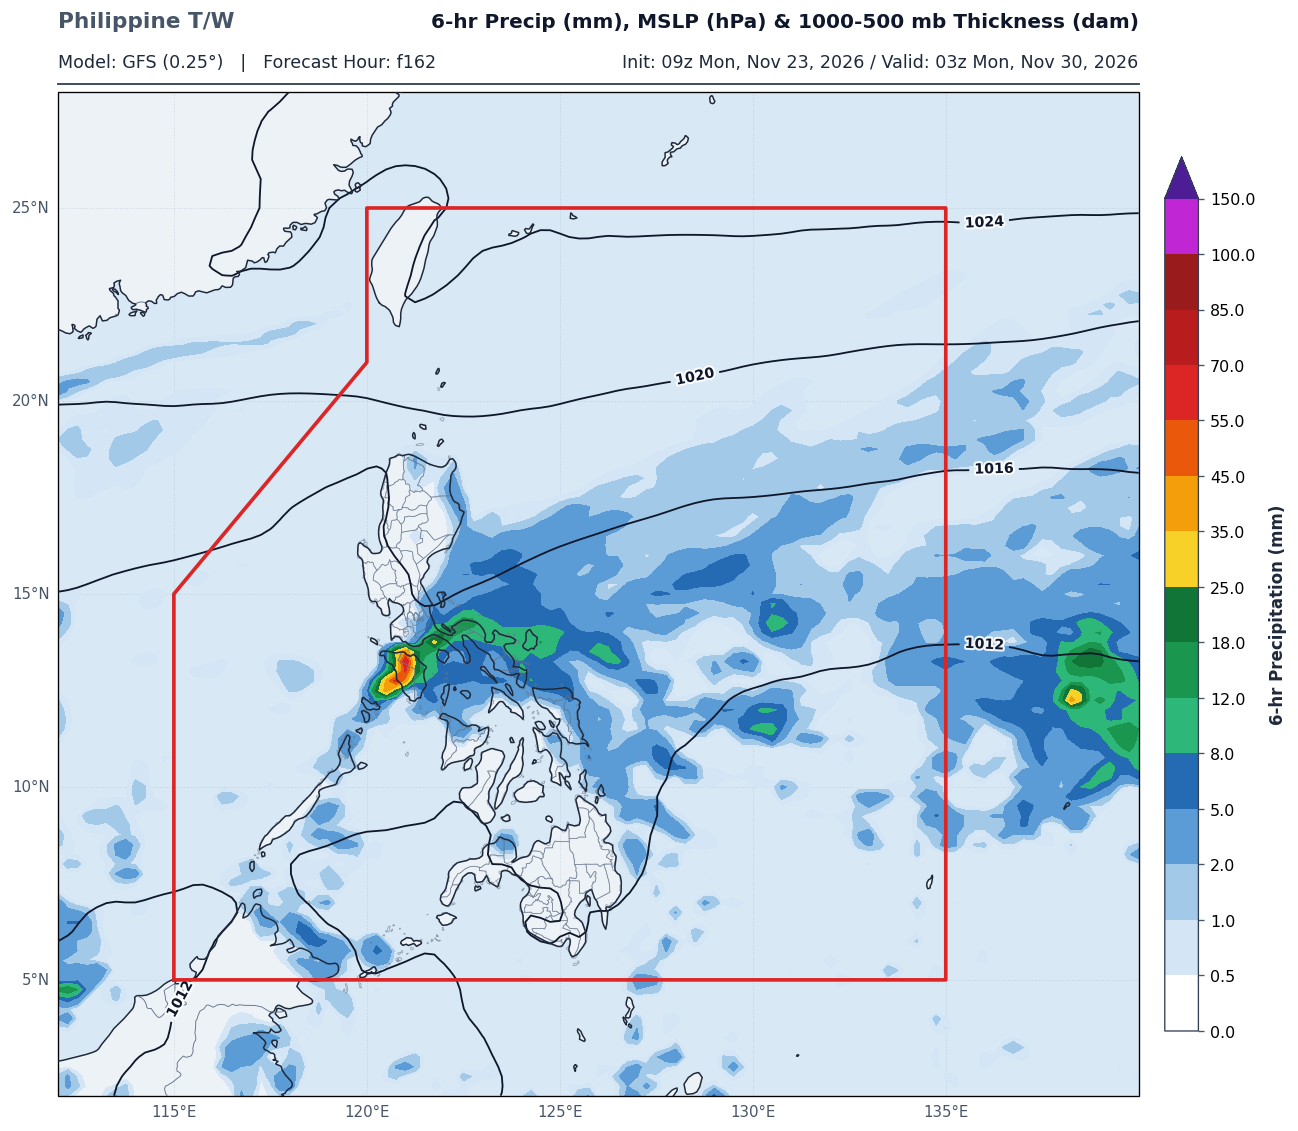 Philippine T/W
6-hr Precip (mm), MSLP (hPa) & 1000-500 mb Thickness (dam)
Model: GFS (0.25°) | Forecast Hour: f162
Init: 09z Mon, Nov 23, 2026 / Valid: 03z Mon, Nov 30, 2026
25°N
20°N
15°N
10°N
5°N
115°E
120°E
125°E
130°E
135°E
1024
1020
1016
1012
1012
150.0
100.0
85.0
70.0
55.0
45.0
35.0
25.0
18.0
12.0
8.0
5.0
2.0
1.0
0.5
0.0
6-hr Precipitation (mm)